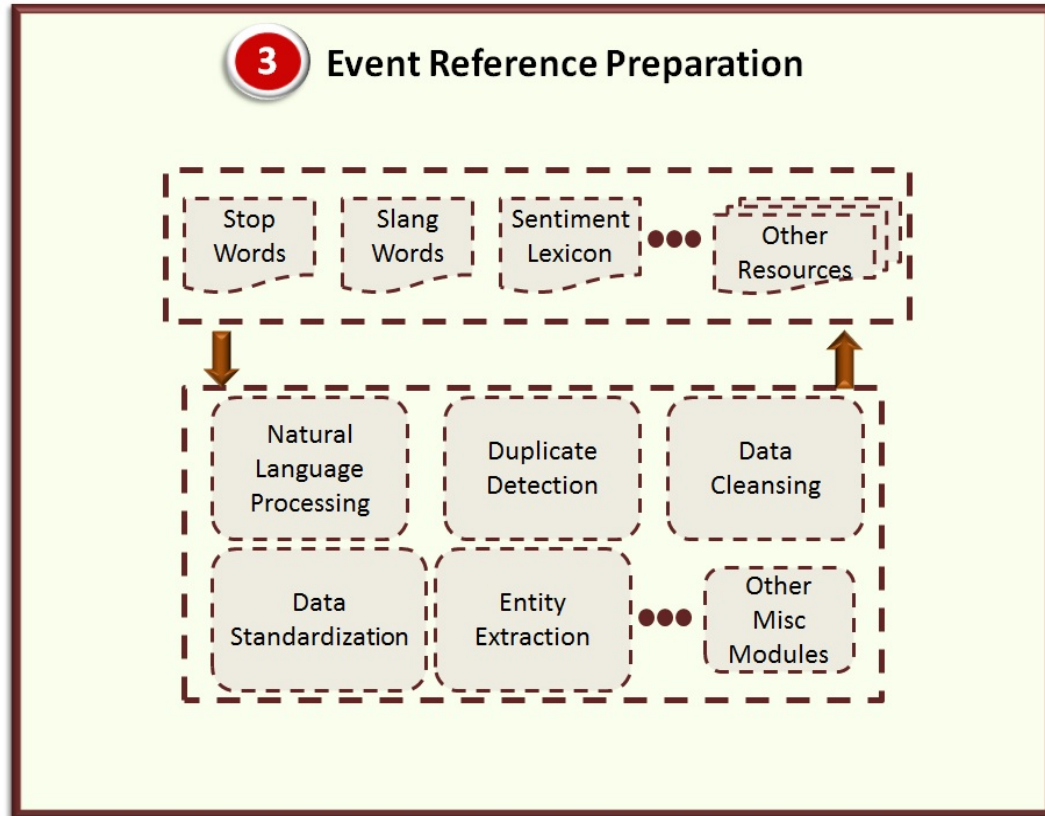 3 Event Reference Preparation
Stop
Words
Slang
Words
Sentiment
Lexicon
Other
Resources
Natural
Language
Processing
Duplicate
Detection
Data
Cleansing
Data
Standardization
Entity
Extraction
Other
Misc
Modules